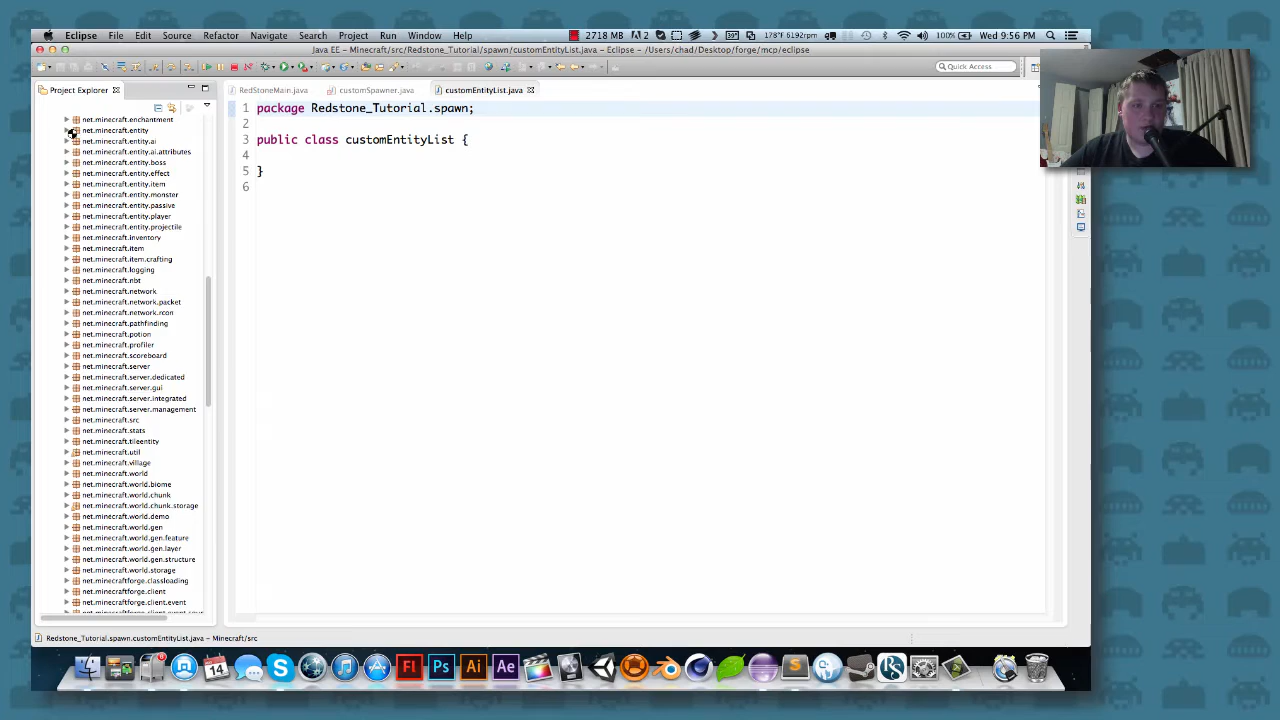 Eclipse File Edit Source Refactor Navigate Search Project Run Window Help 2718 MB 2 178°F 6192rpm 100% Wed 9:56 PM
Java EE – Minecraft/src/Redstone_Tutorial/spawn/customEntityList.java – Eclipse – /Users/chad/Desktop/forge/mcp/eclipse
Quick Access
Project Explorer
RedStoneMain.java customSpawner.java customEntityList.java
net.minecraft.enchantment
net.minecraft.entity
net.minecraft.entity.ai
net.minecraft.entity.ai.attributes
net.minecraft.entity.boss
net.minecraft.entity.effect
net.minecraft.entity.item
net.minecraft.entity.monster
net.minecraft.entity.passive
net.minecraft.entity.player
net.minecraft.entity.projectile
net.minecraft.inventory
net.minecraft.item
net.minecraft.item.crafting
net.minecraft.logging
net.minecraft.nbt
net.minecraft.network
net.minecraft.network.packet
net.minecraft.network.rcon
net.minecraft.pathfinding
net.minecraft.potion
net.minecraft.profiler
net.minecraft.scoreboard
net.minecraft.server
net.minecraft.server.dedicated
net.minecraft.server.gui
net.minecraft.server.integrated
net.minecraft.server.management
net.minecraft.src
net.minecraft.stats
net.minecraft.tileentity
net.minecraft.util
net.minecraft.village
net.minecraft.world
net.minecraft.world.biome
net.minecraft.world.chunk
net.minecraft.world.chunk.storage
net.minecraft.world.demo
net.minecraft.world.gen
net.minecraft.world.gen.feature
net.minecraft.world.gen.layer
net.minecraft.world.gen.structure
net.minecraft.world.storage
net.minecraftforge.classloading
net.minecraftforge.client
net.minecraftforge.client.event
1 package Redstone_Tutorial.spawn;
2
3 public class customEntityList {
4
5 }
6
Redstone_Tutorial.spawn.customEntityList.java – Minecraft/src
14 Fl Ps Ai Ae S